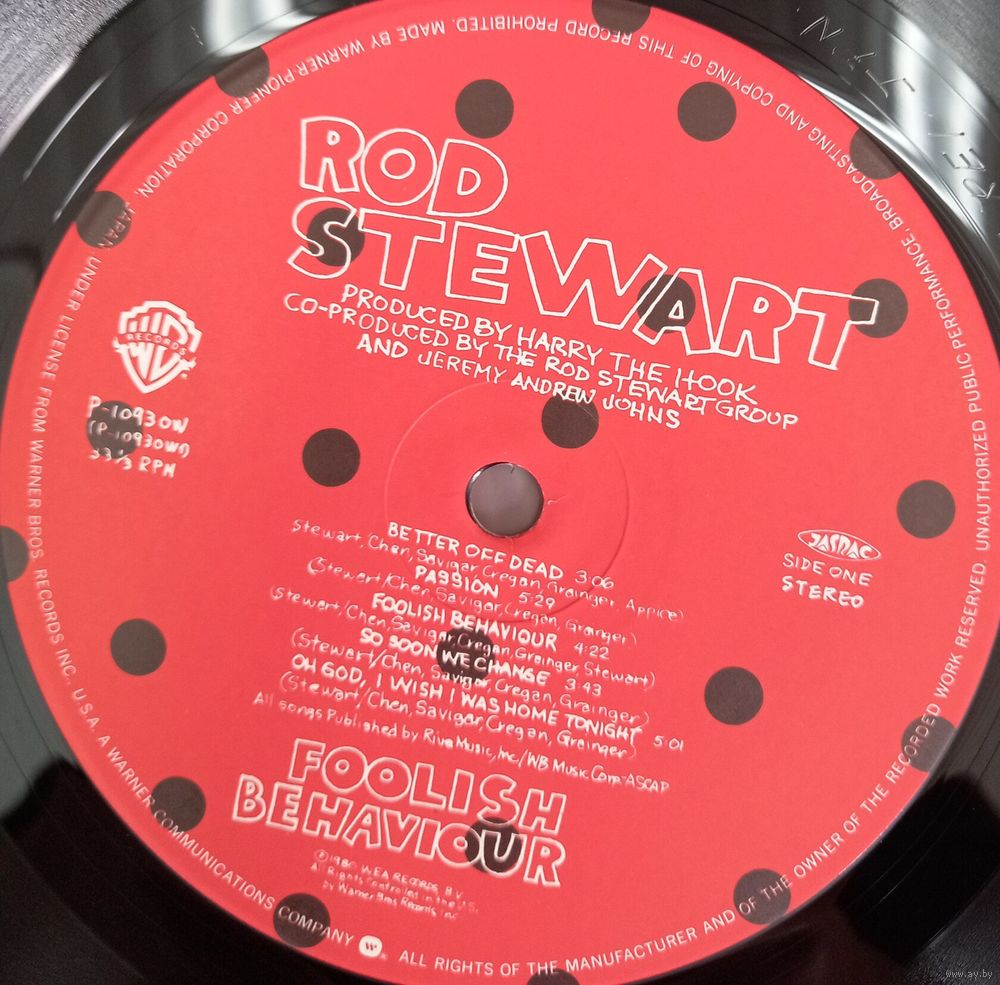 ROD
STEWART
PRODUCED BY HARRY THE HOOK
CO-PRODUCED BY THE ROD STEWART GROUP
AND JEREMY ANDREW JOHNS
WB
RECORDS
P-10930W
(P-10930W1)
33⅓ RPM
JASRAC
SIDE ONE
STEREO
BETTER OFF DEAD 3:06
Stewart, Chen, Savigar, Cregan, Grainger, Appice)
PASSION 5:29
(Stewart/Chen, Savigar, Cregan, Grainger)
FOOLISH BEHAVIOUR 4:22
Stewart/Chen, Savigar, Cregan, Grainger, Stewart)
SO SOON WE CHANGE 3:43
(Stewart/Chen, Savigar, Cregan, Grainger)
OH GOD, I WISH I WAS HOME TONIGHT 5:01
(Stewart/Chen, Savigar, Cregan, Grainger)
All songs Published by Riva Music, Inc/WB Music Corp-ASCAP
FOOLISH
BEHAVIOUR
℗1980 WEA RECORDS B.V.
All Rights Controlled in the U.S.
by Warner Bros Records Inc
MADE BY WARNER PIONEER CORPORATION, JAPAN UNDER LICENSE FROM WARNER BROS RECORDS INC. U.S.A. A WARNER COMMUNICATIONS COMPANY W ALL RIGHTS OF THE MANUFACTURER AND OF THE OWNER OF THE RECORDED WORK RESERVED. UNAUTHORIZED PUBLIC PERFORMANCE, BROADCASTING AND COPYING OF THIS RECORD PROHIBITED.
www.ay.by